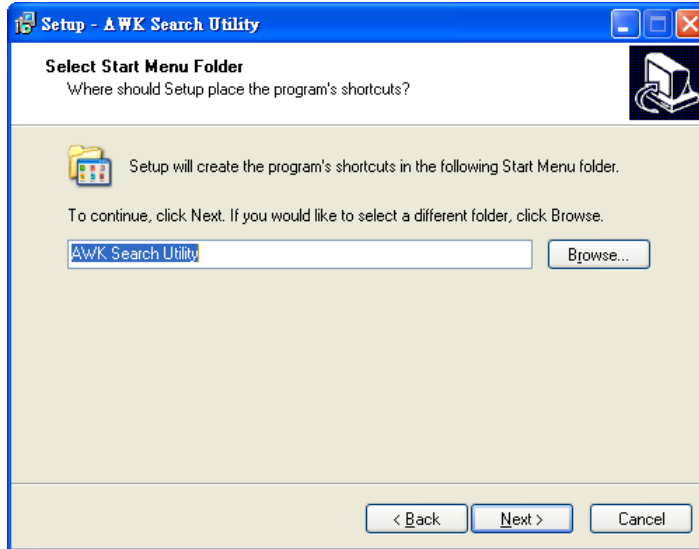 Setup - AWK Search Utility
Select Start Menu Folder
Where should Setup place the program's shortcuts?
Setup will create the program's shortcuts in the following Start Menu folder.
To continue, click Next. If you would like to select a different folder, click Browse.
AWK Search Utility
Browse...
< Back
Next >
Cancel